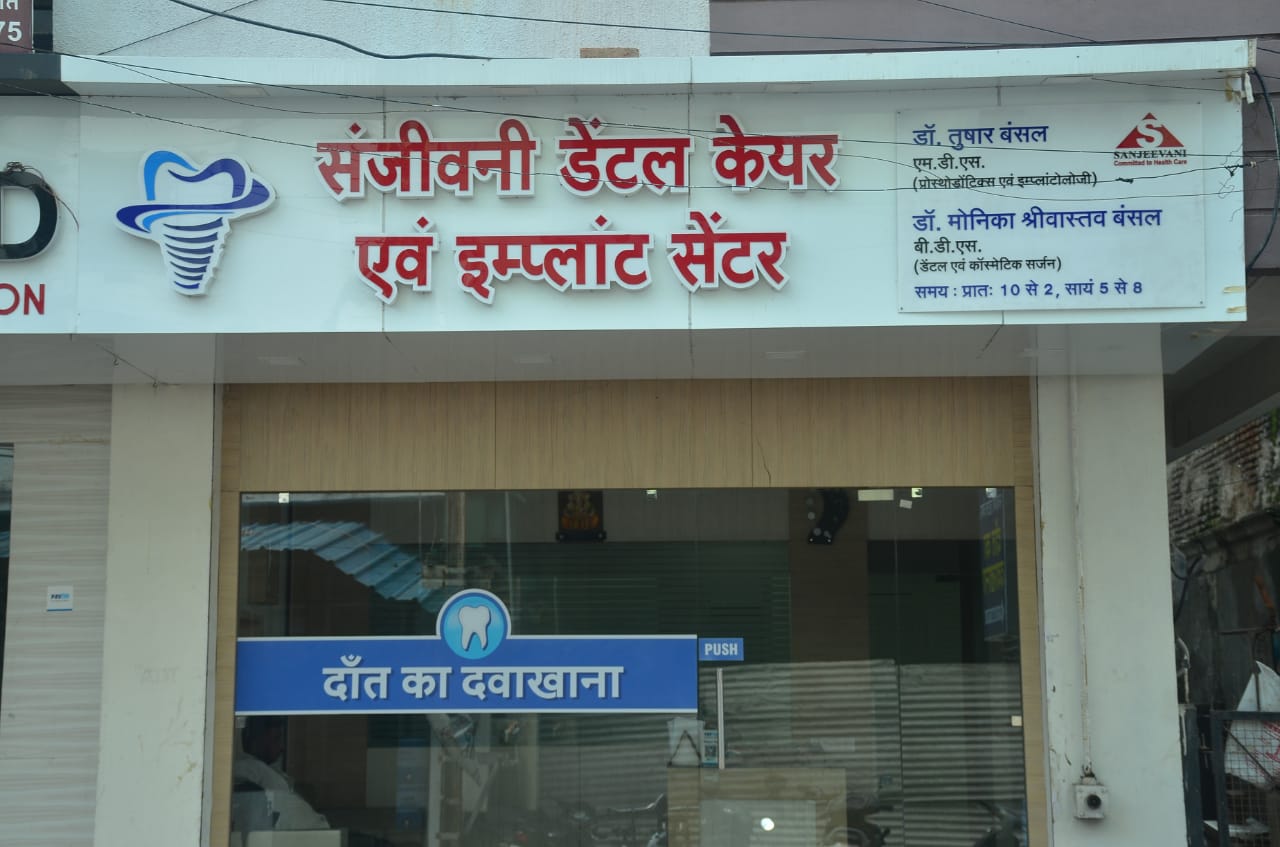 75
D
ON
संजीवनी डेंटल केयर
एवं इम्प्लांट सेंटर
डॉ. तुषार बंसल
एम.डी.एस.
(प्रोस्थोडॉटिक्स एवं इम्प्लांटोलोजी)
S
SANJEEVANI
Committed to Health Care
डॉ. मोनिका श्रीवास्तव बंसल
बी.डी.एस.
(डेंटल एवं कॉस्मेटिक सर्जन)
समय : प्रातः 10 से 2, सायं 5 से 8
PUSH
दाँत का दवाखाना